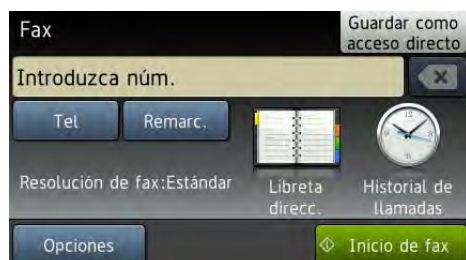 Fax
Guardar como
acceso directo
Introduzca núm.
Tel
Remarc.
Resolución de fax:Estándar
Libreta
direcc.
Historial de
llamadas
Opciones
Inicio de fax